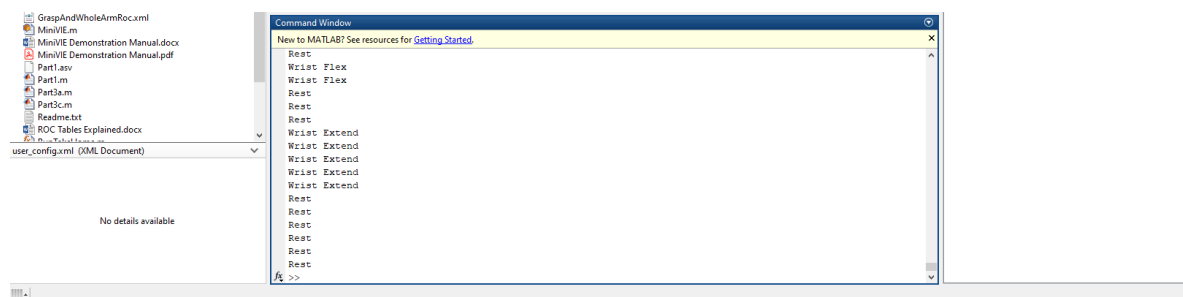 GraspAndWholeArmRoc.xml
MiniVIE.m
MiniVIE Demonstration Manual.docx
MiniVIE Demonstration Manual.pdf
Part1.asv
Part1.m
Part3a.m
Part3c.m
Readme.txt
ROC Tables Explained.docx
user_config.xml (XML Document)
No details available
Command Window
New to MATLAB? See resources for Getting Started.
Rest
Wrist Flex
Wrist Flex
Rest
Rest
Rest
Wrist Extend
Wrist Extend
Wrist Extend
Wrist Extend
Wrist Extend
Rest
Rest
Rest
Rest
Rest
Rest
fx >>